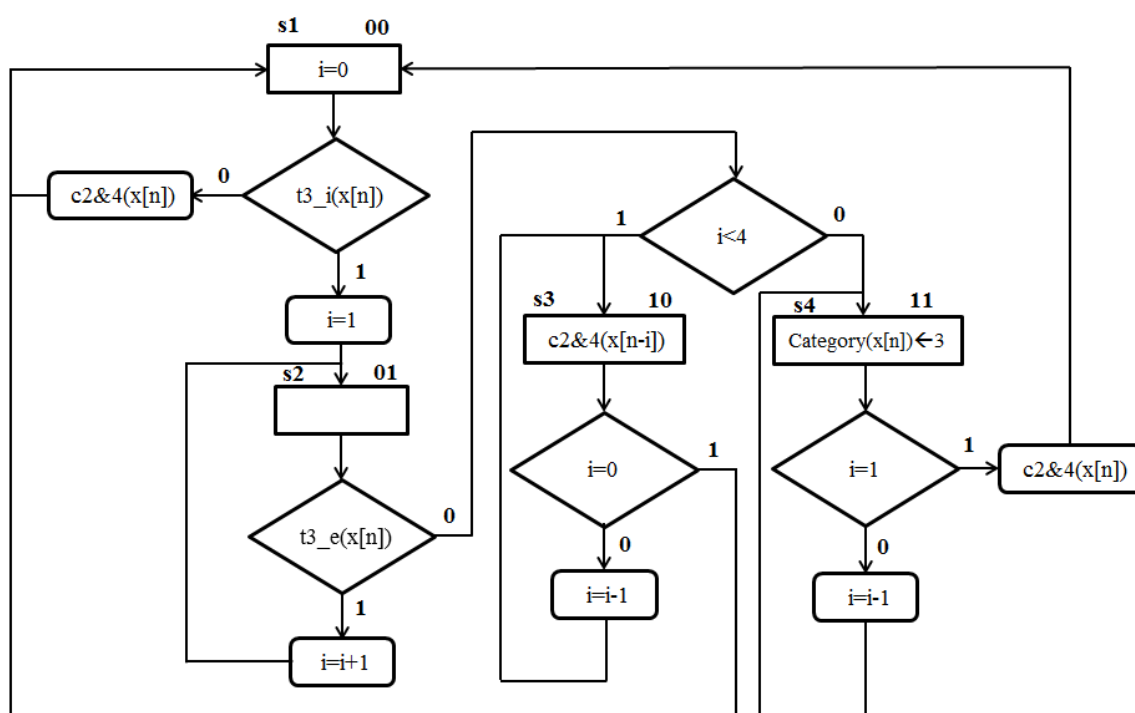 s1 00
i=0
t3_i(x[n])
0
c2&4(x[n])
1
i=1
s2 01
t3_e(x[n])
0
1
i=i+1
i<4
1
0
s3 10
c2&4(x[n-i])
i=0
1
0
i=i-1
s4 11
Category(x[n])←3
i=1
1
c2&4(x[n])
0
i=i-1